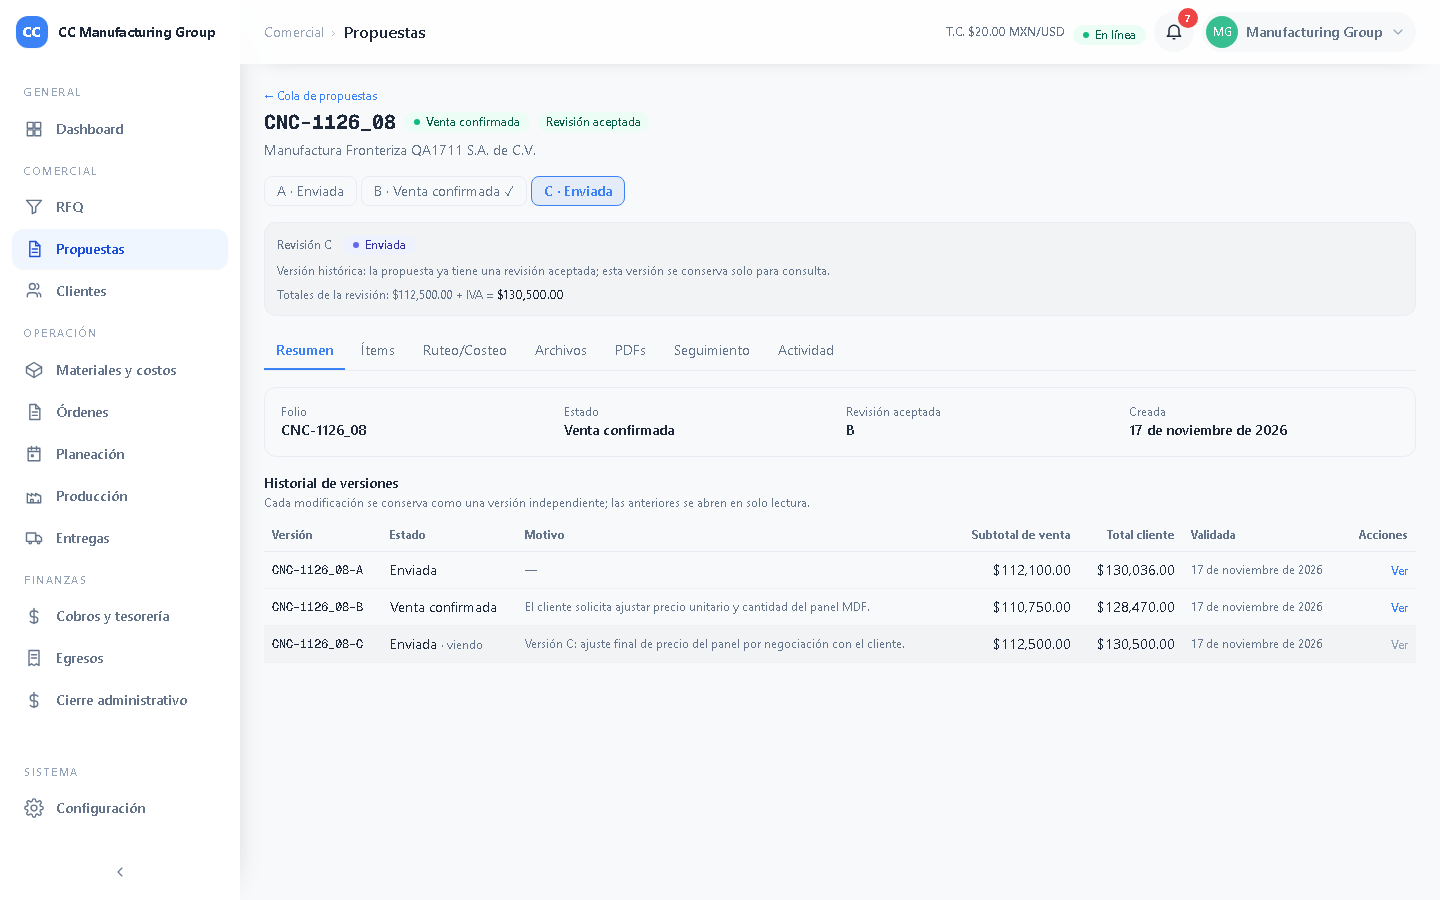 CC CC Manufacturing Group
GENERAL
Dashboard
COMERCIAL
RFQ
Propuestas
Clientes
OPERACIÓN
Materiales y costos
Órdenes
Planeación
Producción
Entregas
FINANZAS
Cobros y tesorería
Egresos
Cierre administrativo
SISTEMA
Configuración
Comercial › Propuestas
T.C. $20.00 MXN/USD
En línea
7
MG Manufacturing Group
← Cola de propuestas
CNC-1126_08 Venta confirmada Revisión aceptada
Manufactura Fronteriza QA1711 S.A. de C.V.
A · Enviada B · Venta confirmada ✓ C · Enviada
Revisión C Enviada
Versión histórica: la propuesta ya tiene una revisión aceptada; esta versión se conserva solo para consulta.
Totales de la revisión: $112,500.00 + IVA = $130,500.00
Resumen Ítems Ruteo/Costeo Archivos PDFs Seguimiento Actividad
Folio Estado Revisión aceptada Creada
CNC-1126_08 Venta confirmada B 17 de noviembre de 2026
Historial de versiones
Cada modificación se conserva como una versión independiente; las anteriores se abren en solo lectura.
Versión Estado Motivo Subtotal de venta Total cliente Validada Acciones
CNC-1126_08-A Enviada — $112,100.00 $130,036.00 17 de noviembre de 2026 Ver
CNC-1126_08-B Venta confirmada El cliente solicita ajustar precio unitario y cantidad del panel MDF. $110,750.00 $128,470.00 17 de noviembre de 2026 Ver
CNC-1126_08-C Enviada · viendo Versión C: ajuste final de precio del panel por negociación con el cliente. $112,500.00 $130,500.00 17 de noviembre de 2026 Ver